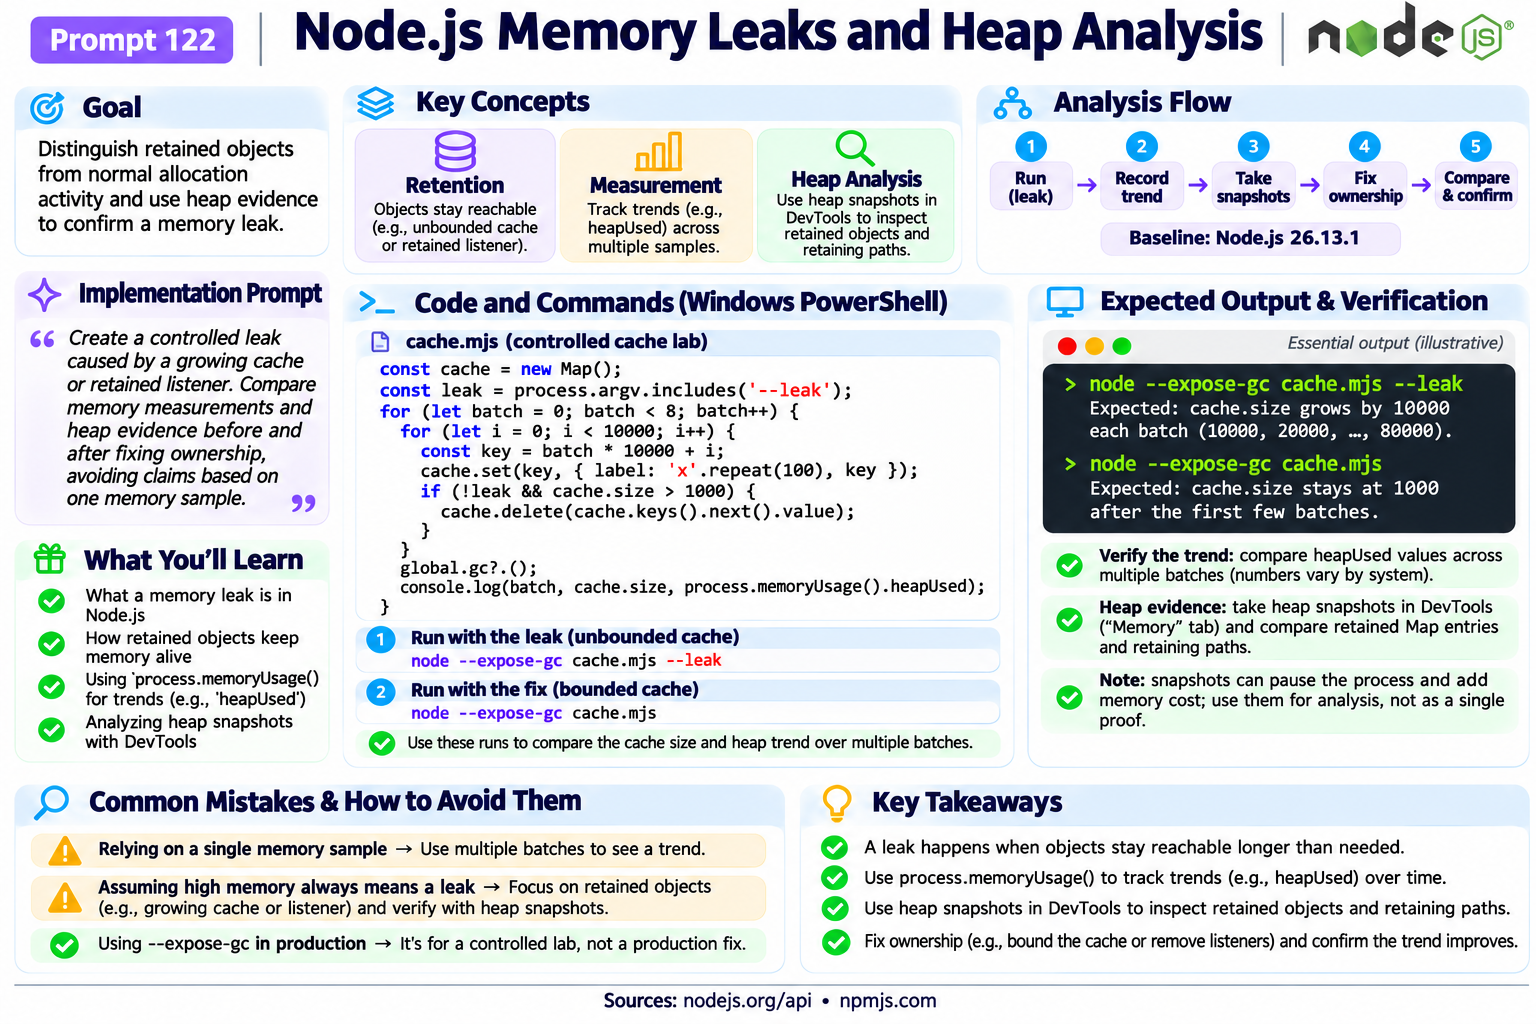 Prompt 122
Node.js Memory Leaks and Heap Analysis
node JS ®
Goal
Distinguish retained objects
from normal allocation
activity and use heap evidence
to confirm a memory leak.
Key Concepts
Retention
Objects stay reachable
(e.g., unbounded cache
or retained listener).
Measurement
Track trends (e.g.,
heapUsed) across
multiple samples.
Heap Analysis
Use heap snapshots in
DevTools to inspect
retained objects and
retaining paths.
Analysis Flow
1
Run
(leak)
2
Record
trend
3
Take
snapshots
4
Fix
ownership
5
Compare
& confirm
Baseline: Node.js 26.13.1
Implementation Prompt
“ Create a controlled leak
caused by a growing cache
or retained listener. Compare
memory measurements and
heap evidence before and
after fixing ownership,
avoiding claims based on
one memory sample. ”
What You'll Learn
What a memory leak is in
Node.js
How retained objects keep
memory alive
Using 'process.memoryUsage()
for trends (e.g., 'heapUsed')
Analyzing heap snapshots
with DevTools
Code and Commands (Windows PowerShell)
cache.mjs (controlled cache lab)
const cache = new Map();
const leak = process.argv.includes('--leak');
for (let batch = 0; batch < 8; batch++) {
for (let i = 0; i < 10000; i++) {
const key = batch * 10000 + i;
cache.set(key, { label: 'x'.repeat(100), key });
if (!leak && cache.size > 1000) {
cache.delete(cache.keys().next().value);
}
}
global.gc?.();
console.log(batch, cache.size, process.memoryUsage().heapUsed);
}
1 Run with the leak (unbounded cache)
node --expose-gc cache.mjs --leak
2 Run with the fix (bounded cache)
node --expose-gc cache.mjs
Use these runs to compare the cache size and heap trend over multiple batches.
Expected Output & Verification
Essential output (illustrative)
> node --expose-gc cache.mjs --leak
Expected: cache.size grows by 10000
each batch (10000, 20000, …, 80000).
> node --expose-gc cache.mjs
Expected: cache.size stays at 1000
after the first few batches.
Verify the trend: compare heapUsed values across
multiple batches (numbers vary by system).
Heap evidence: take heap snapshots in DevTools
("Memory" tab) and compare retained Map entries
and retaining paths.
Note: snapshots can pause the process and add
memory cost; use them for analysis, not as a single
proof.
Common Mistakes & How to Avoid Them
Relying on a single memory sample → Use multiple batches to see a trend.
Assuming high memory always means a leak → Focus on retained objects
(e.g., growing cache or listener) and verify with heap snapshots.
Using --expose-gc in production → It's for a controlled lab, not a production fix.
Key Takeaways
A leak happens when objects stay reachable longer than needed.
Use process.memoryUsage() to track trends (e.g., heapUsed) over time.
Use heap snapshots in DevTools to inspect retained objects and retaining paths.
Fix ownership (e.g., bound the cache or remove listeners) and confirm the trend improves.
Sources: nodejs.org/api • npmjs.com